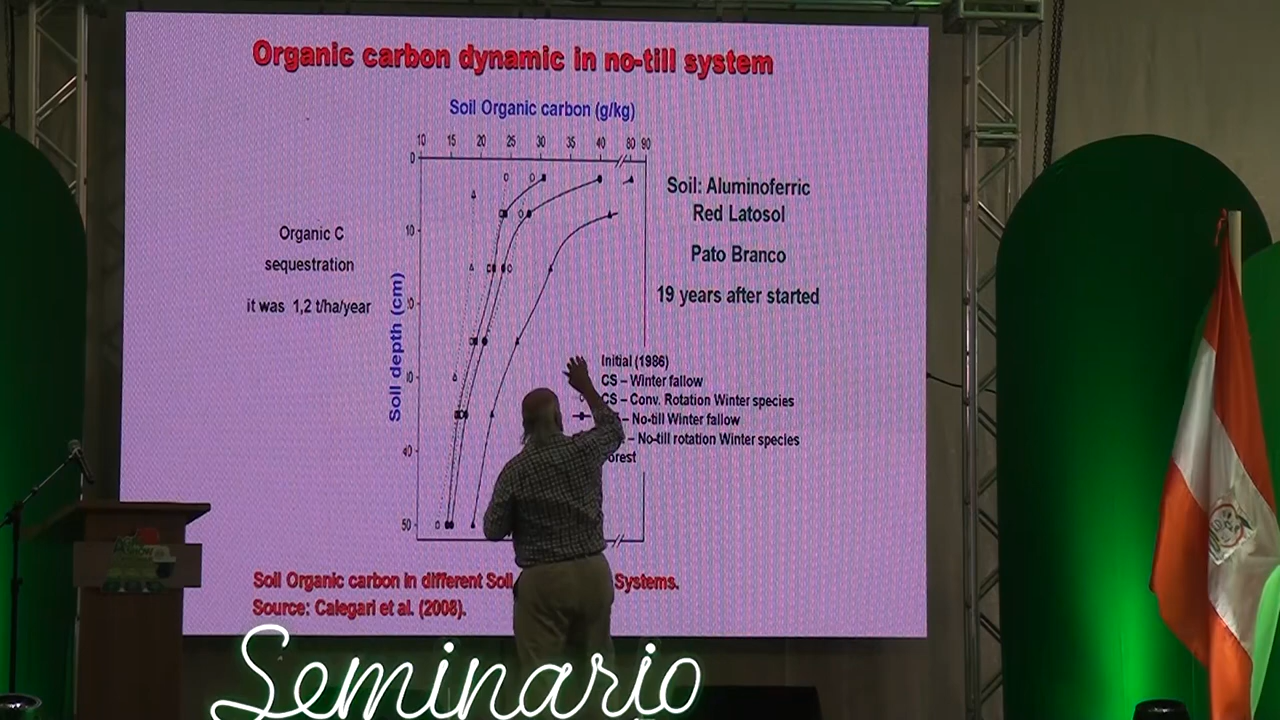 Organic carbon dynamic in no-till system
Soil Organic carbon (g/kg)
10 15 20 25 30 35 40 80 90
0
10
40
50
Soil depth (cm)
Organic C
sequestration
it was 1,2 t/ha/year
Soil: Aluminoferric
Red Latosol
Pato Branco
19 years after started
Initial (1986)
CS – Winter fallow
CS – Conv. Rotation Winter species
– No-till Winter fallow
– No-till rotation Winter species
Soil Organic carbon in different Soil Systems.
Source: Calegari et al. (2008).
Seminario